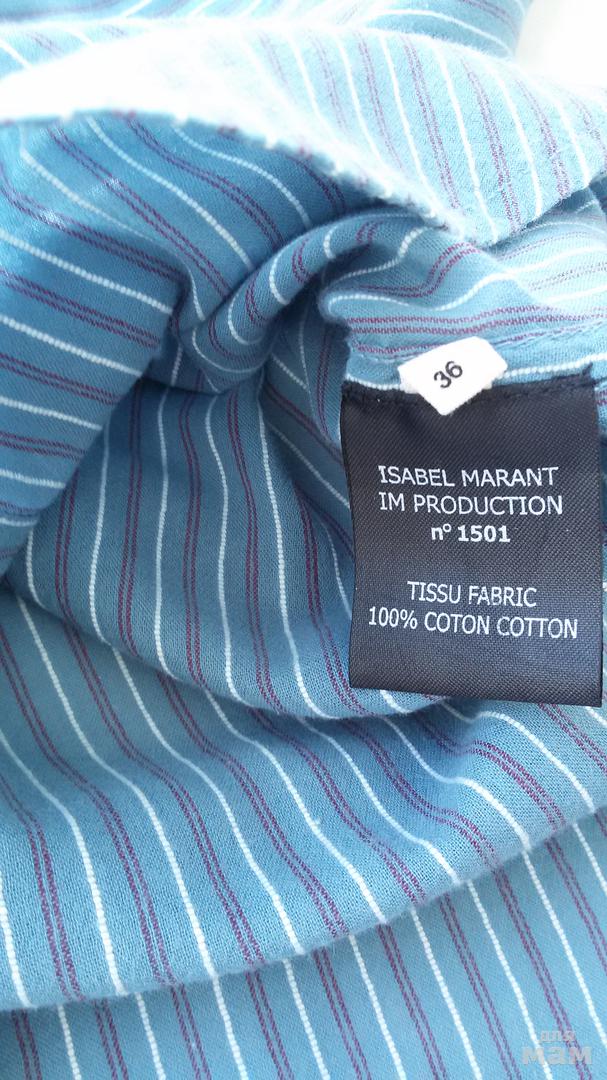 36
ISABEL MARANT
IM PRODUCTION
n° 1501
TISSU FABRIC
100% COTON COTTON
для
мам